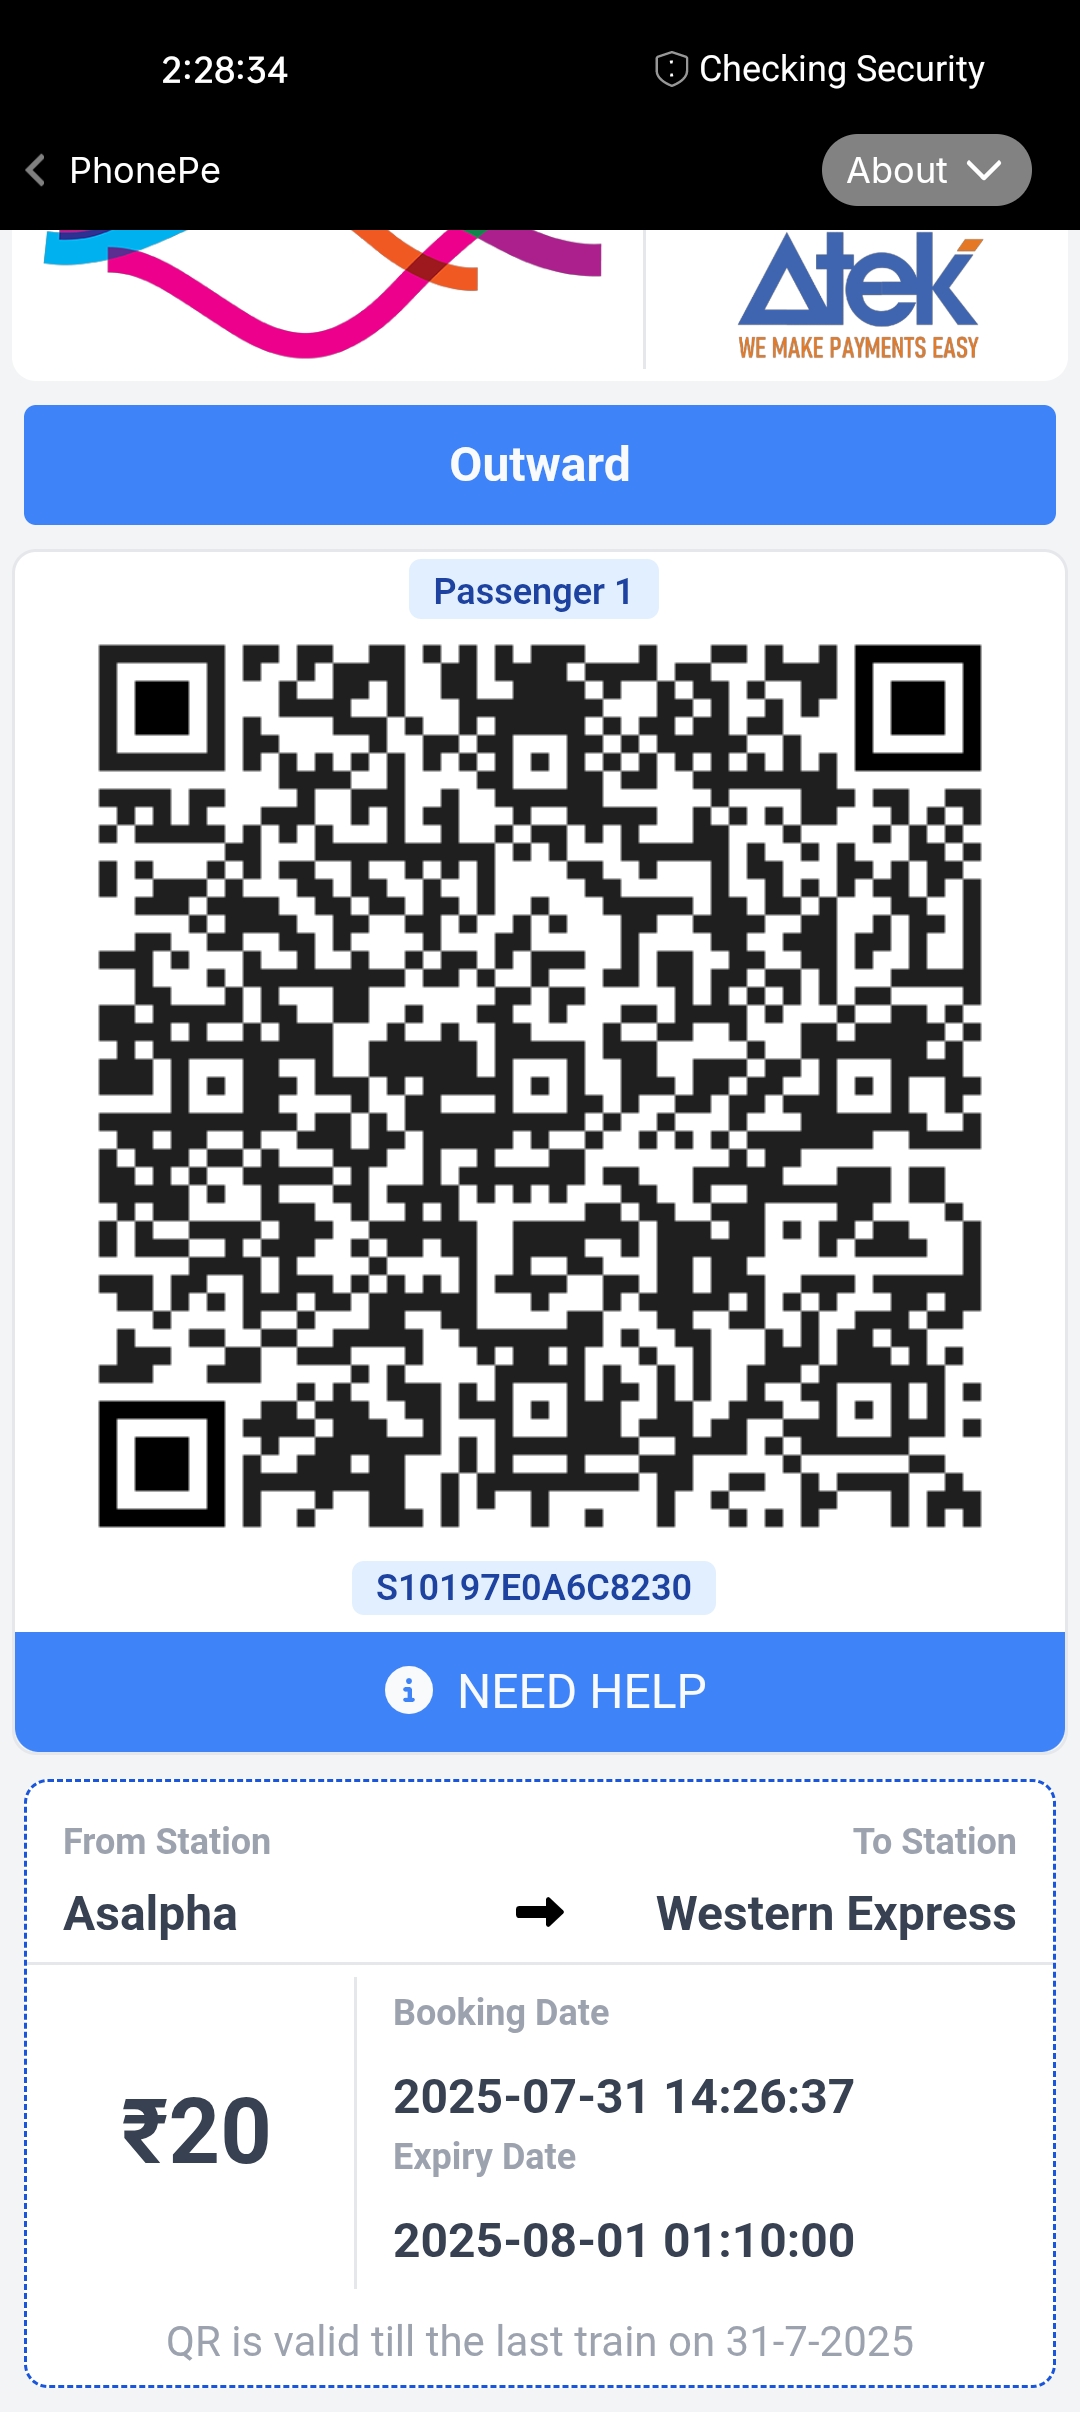 2:28:34
Checking Security
PhonePe
About
Atek
WE MAKE PAYMENTS EASY
Outward
Passenger 1
S10197E0A6C8230
NEED HELP
From Station
To Station
Asalpha
Western Express
₹20
Booking Date
2025-07-31 14:26:37
Expiry Date
2025-08-01 01:10:00
QR is valid till the last train on 31-7-2025